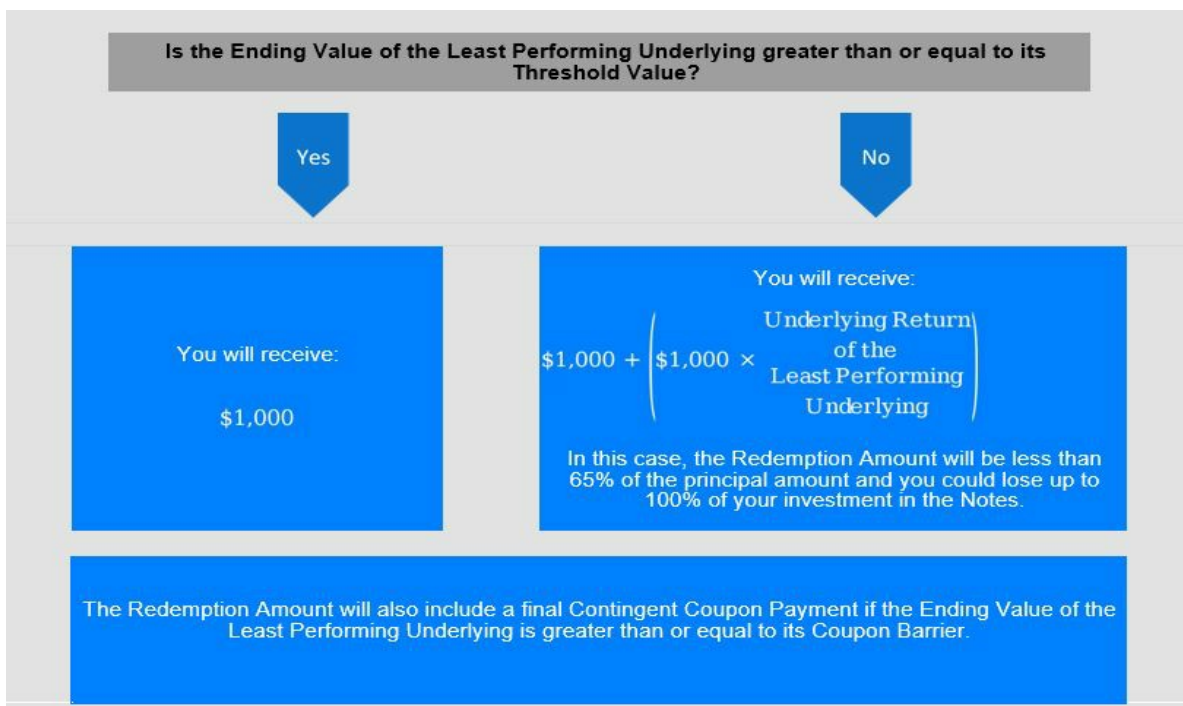 Is the Ending Value of the Least Performing Underlying greater than or equal to its
Threshold Value?
Yes
No
You will receive:
$1,000
You will receive:
$1,000 + ($1,000 × Underlying Return
of the
Least Performing
Underlying)
In this case, the Redemption Amount will be less than
65% of the principal amount and you could lose up to
100% of your investment in the Notes.
The Redemption Amount will also include a final Contingent Coupon Payment if the Ending Value of the
Least Performing Underlying is greater than or equal to its Coupon Barrier.